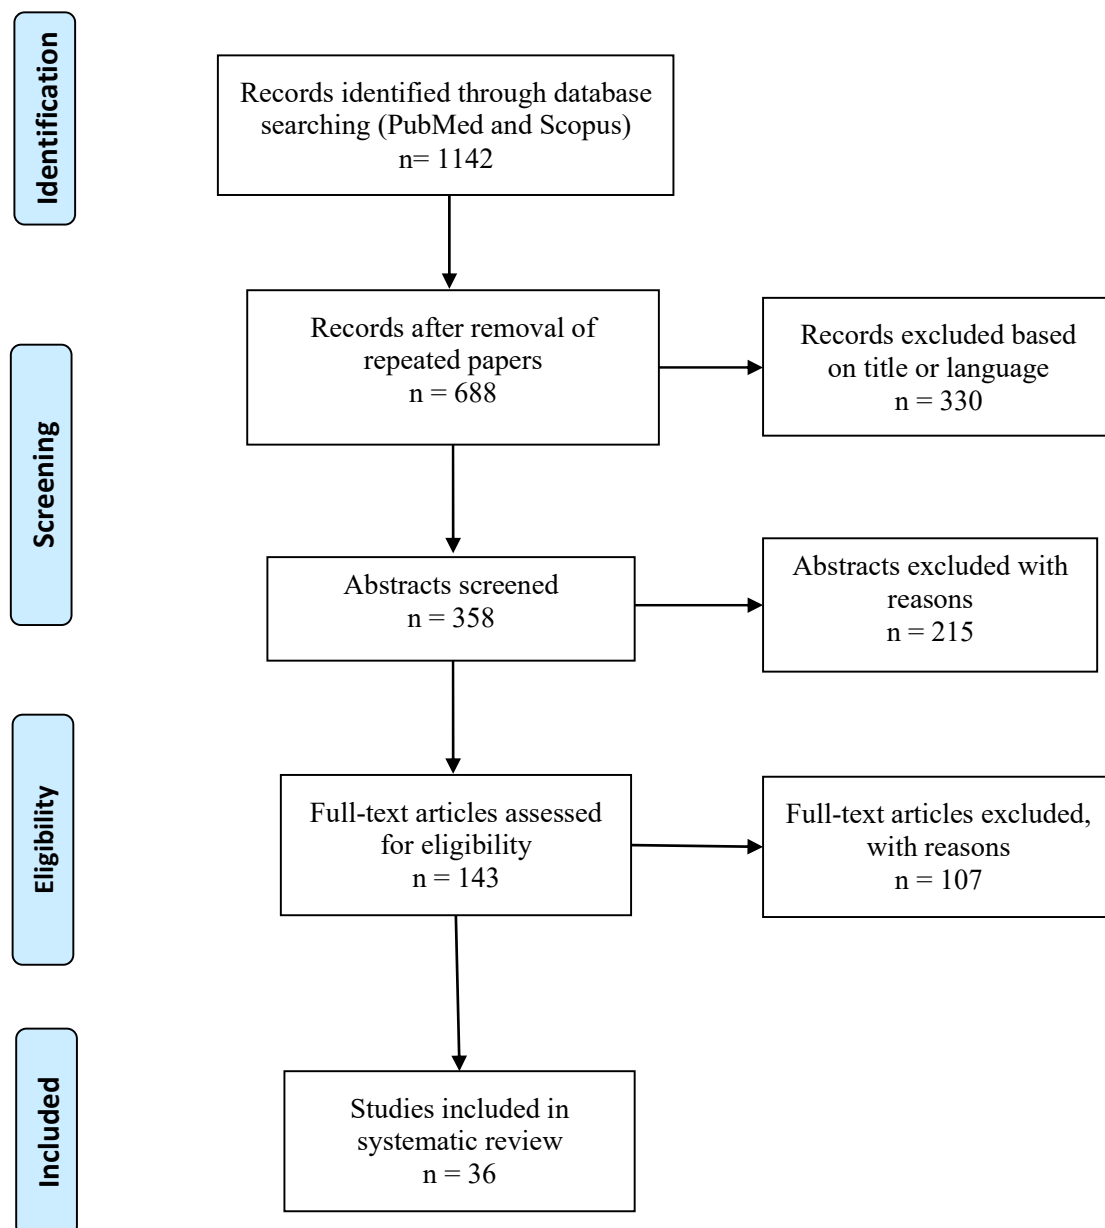 Identification
Records identified through database
searching (PubMed and Scopus)
n= 1142
Screening
Records after removal of
repeated papers
n = 688
Records excluded based
on title or language
n = 330
Abstracts screened
n = 358
Abstracts excluded with
reasons
n = 215
Eligibility
Full-text articles assessed
for eligibility
n = 143
Full-text articles excluded,
with reasons
n = 107
Included
Studies included in
systematic review
n = 36